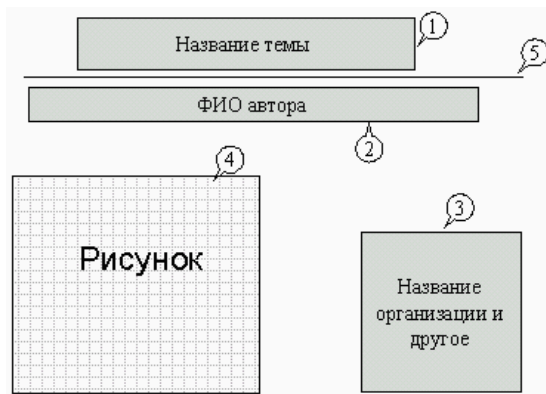 Название темы
1
5
ФИО автора
2
4
3
Рисунок
Название
организации и
другое